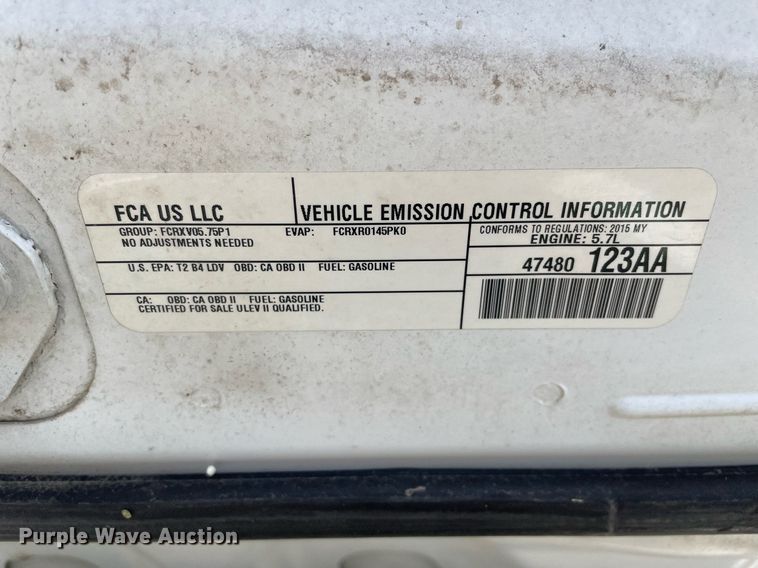 FCA US LLC
VEHICLE EMISSION CONTROL INFORMATION
GROUP: FCRXV05.75P1 EVAP: FCRXR0145PK0
NO ADJUSTMENTS NEEDED
CONFORMS TO REGULATIONS: 2015 MY
ENGINE: 5.7L
U.S. EPA: T2 B4 LDV OBD: CA OBD II FUEL: GASOLINE
47480 123AA
CA: OBD: CA OBD II FUEL: GASOLINE
CERTIFIED FOR SALE ULEV II QUALIFIED.
Purple Wave Auction